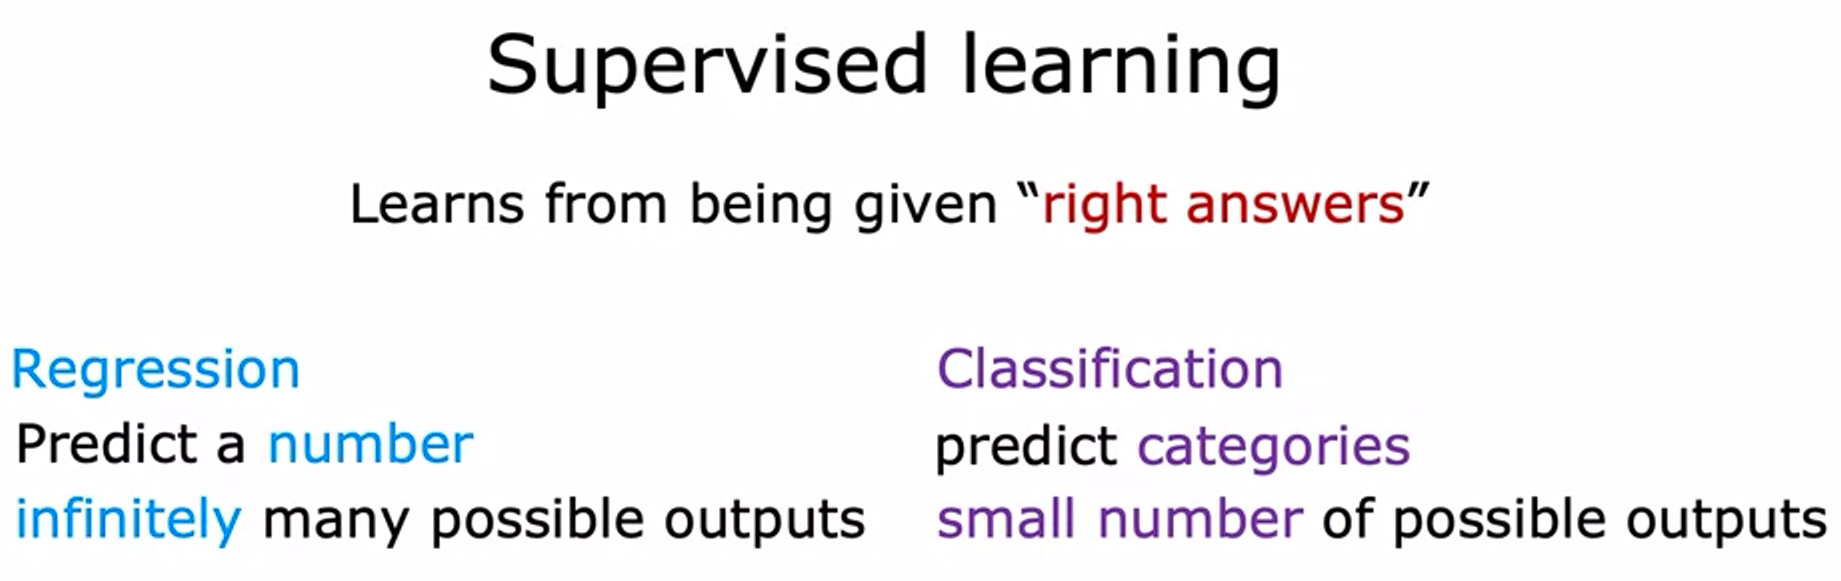 Supervised learning
Learns from being given “right answers”
Regression
Predict a number
infinitely many possible outputs
Classification
predict categories
small number of possible outputs